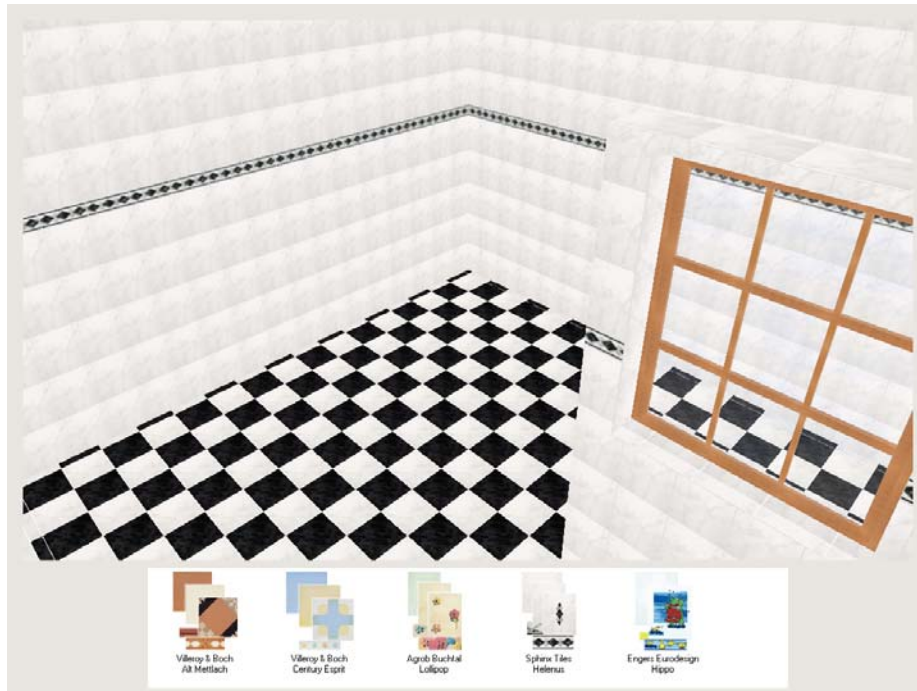 Villeroy & Boch
Alt Mettlach
Villeroy & Boch
Century Esprit
Agrob Buchtal
Lollipop
Sphinx Tiles
Helenus
Engers Eurodesign
Hippo